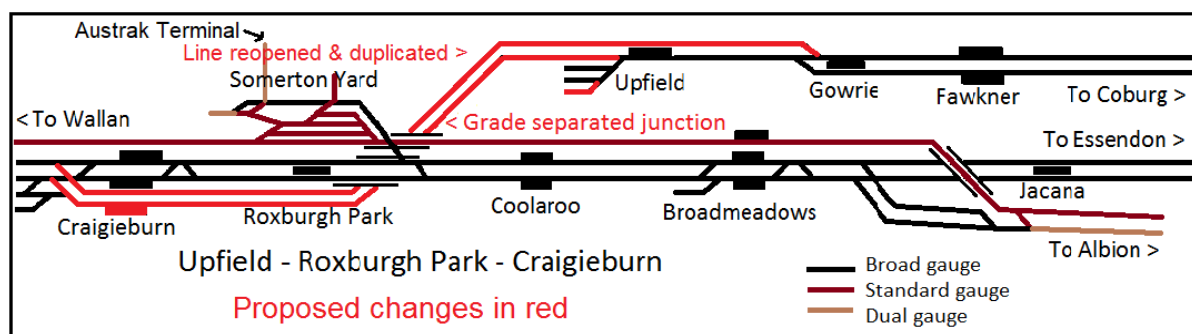 Austrak Terminal
Line reopened & duplicated >
Somerton Yard
Upfield
Gowrie
Fawkner
To Coburg >
< To Wallan
< Grade separated junction
To Essendon >
Craigieburn
Roxburgh Park
Coolaroo
Broadmeadows
Jacana
To Albion >
Upfield - Roxburgh Park - Craigieburn
Proposed changes in red
Broad gauge
Standard gauge
Dual gauge